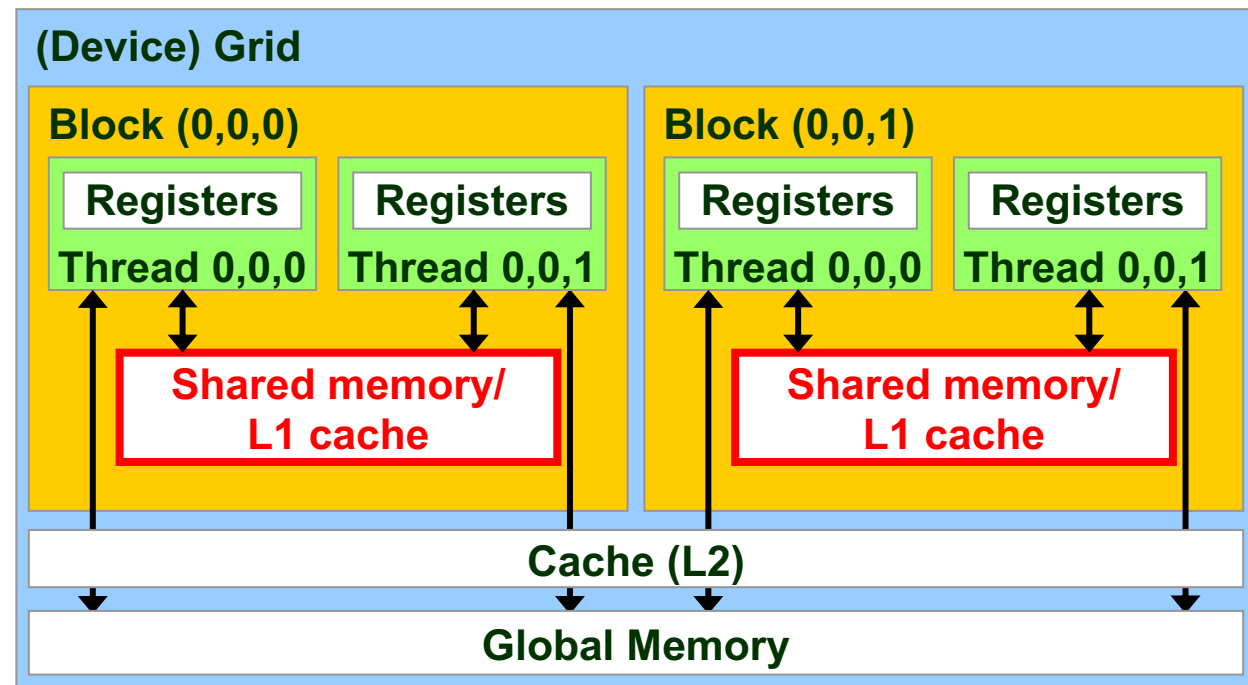 (Device) Grid
Block (0,0,0)
Registers
Thread 0,0,0
Registers
Thread 0,0,1
Shared memory/
L1 cache
Block (0,0,1)
Registers
Thread 0,0,0
Registers
Thread 0,0,1
Shared memory/
L1 cache
Cache (L2)
Global Memory